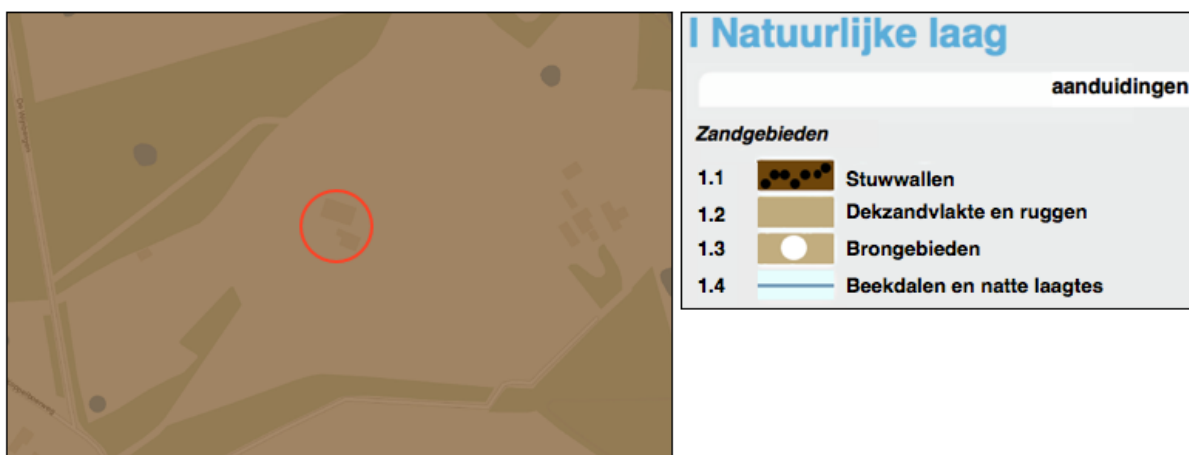 I Natuurlijke laag
aanduidingen
Zandgebieden
1.1 Stuwwallen
1.2 Dekzandvlakte en ruggen
1.3 Brongebieden
1.4 Beekdalen en natte laagtes